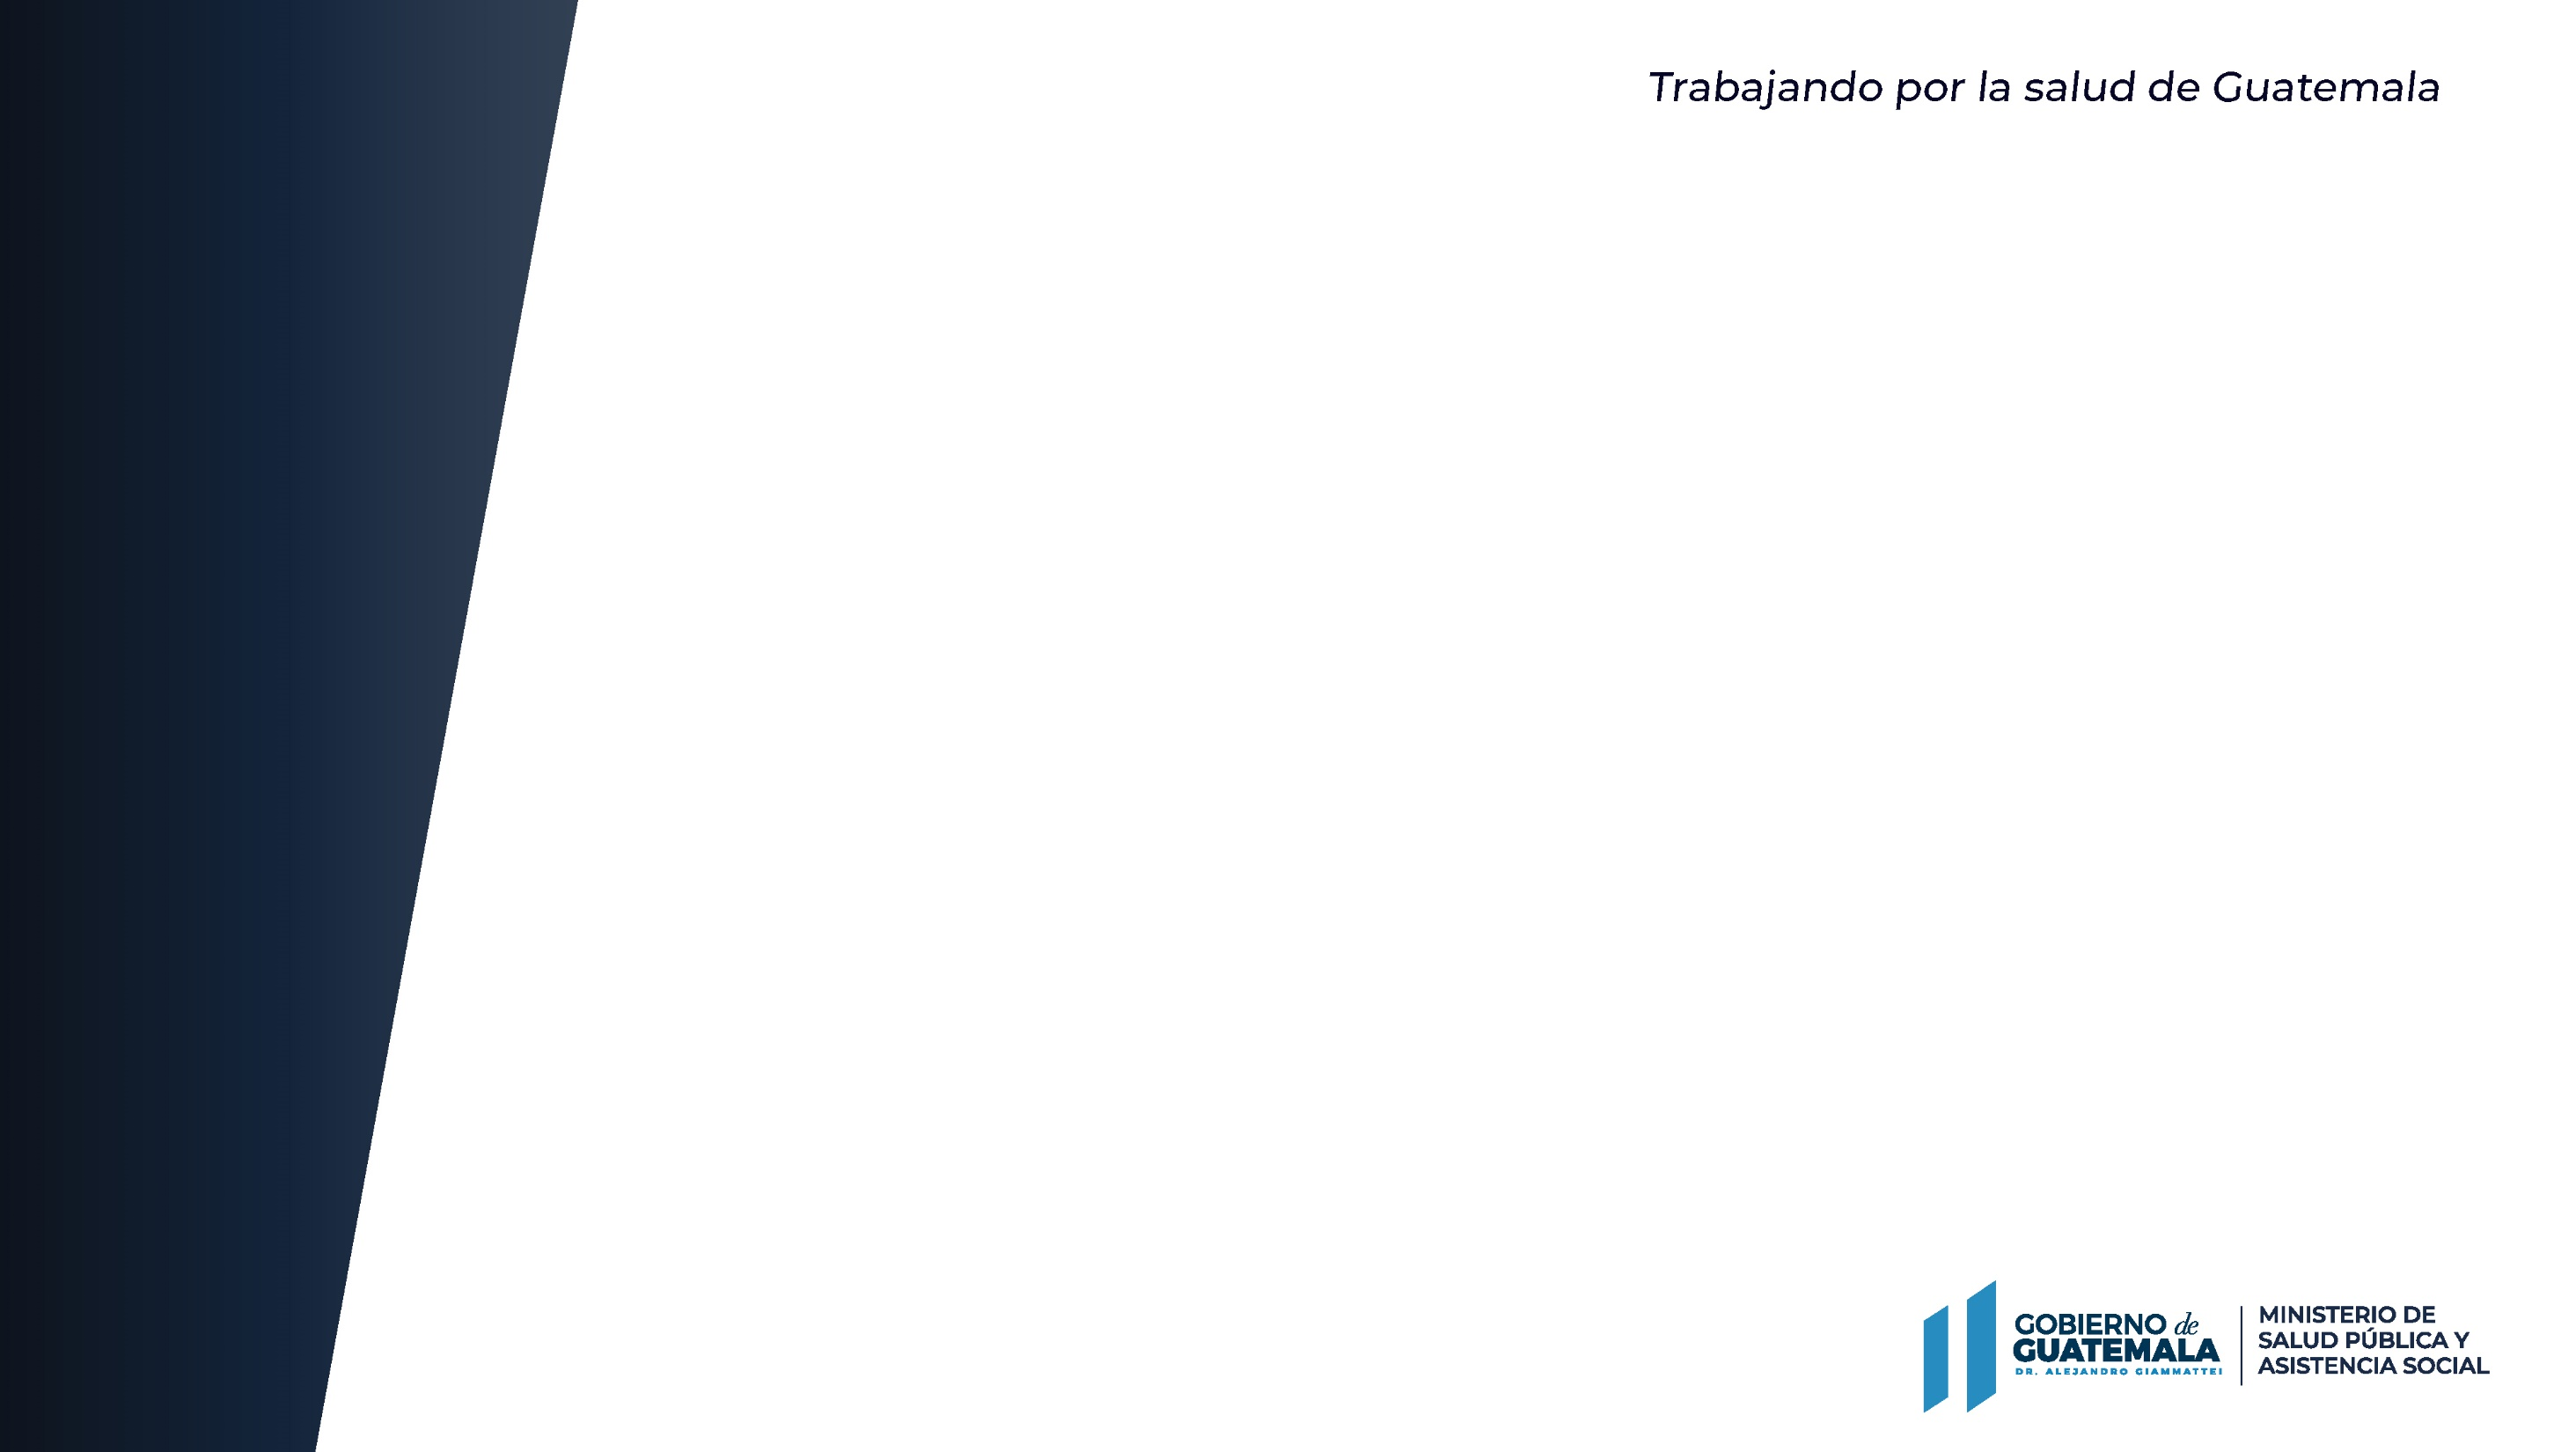 Trabajando por la salud de Guatemala
GOBIERNO de
GUATEMALA
DR. ALEJANDRO GIAMMATTEI
MINISTERIO DE
SALUD PÚBLICA Y
ASISTENCIA SOCIAL